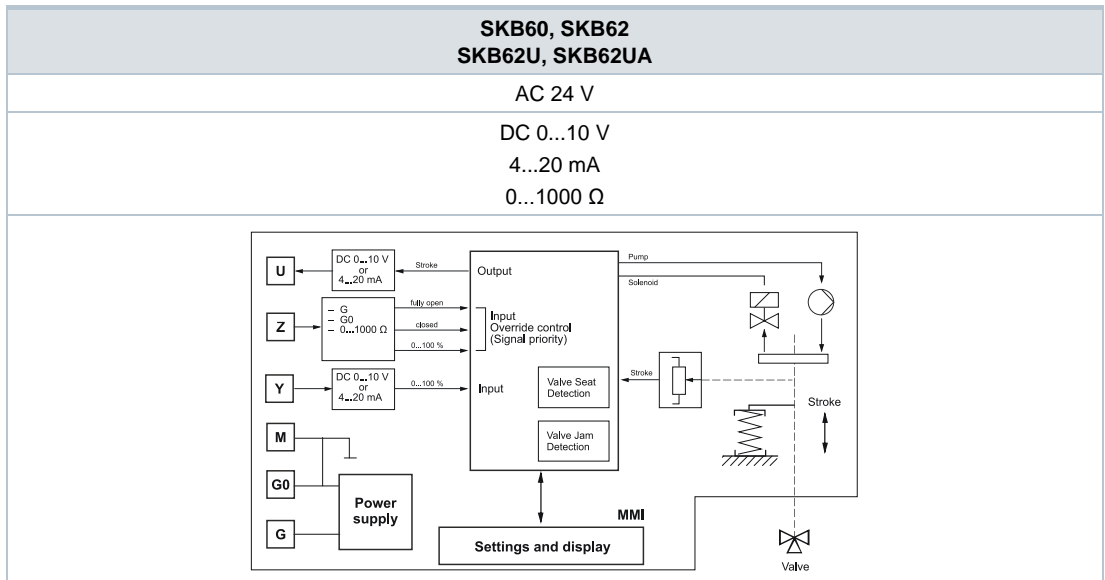 SKB60, SKB62
SKB62U, SKB62UA
AC 24 V
DC 0...10 V
4...20 mA
0...1000 Ω
U
DC 0...10 V
or
4...20 mA
Stroke
Output
Pump
Solenoid
Z
– G
– G0
– 0...1000 Ω
fully open
closed
0...100 %
Input
Override control
(Signal priority)
Y
DC 0...10 V
or
4...20 mA
0...100 %
Input
Valve Seat
Detection
Valve Jam
Detection
Stroke
Stroke
M
G0
G
Power
supply
MMI
Settings and display
Valve